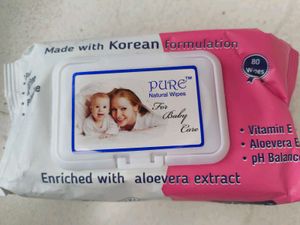 Made with Korean formulation
80
Wipes
PURE™
Natural Wipes
For
Baby
Care
• Vitamin E
• Aloevera E
• pH Balanc
Enriched with aloevera extract